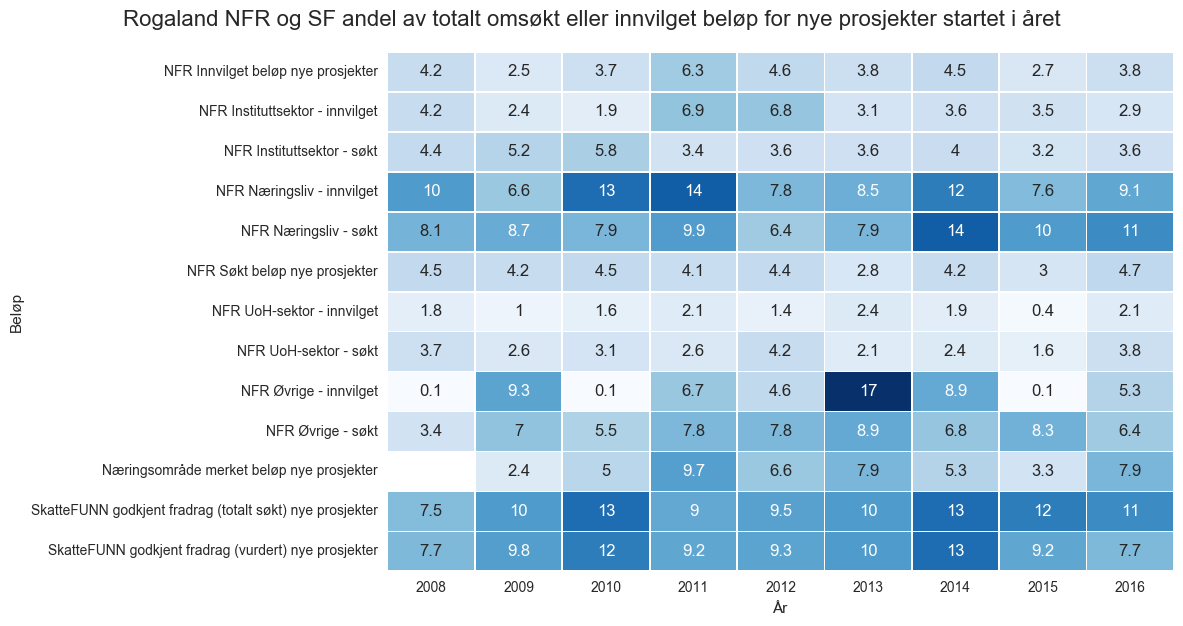 Rogaland NFR og SF andel av totalt omsøkt eller innvilget beløp for nye prosjekter startet i året
Beløp
NFR Innvilget beløp nye prosjekter 4.2 2.5 3.7 6.3 4.6 3.8 4.5 2.7 3.8
NFR Instituttsektor - innvilget 4.2 2.4 1.9 6.9 6.8 3.1 3.6 3.5 2.9
NFR Instituttsektor - søkt 4.4 5.2 5.8 3.4 3.6 3.6 4 3.2 3.6
NFR Næringsliv - innvilget 10 6.6 13 14 7.8 8.5 12 7.6 9.1
NFR Næringsliv - søkt 8.1 8.7 7.9 9.9 6.4 7.9 14 10 11
NFR Søkt beløp nye prosjekter 4.5 4.2 4.5 4.1 4.4 2.8 4.2 3 4.7
NFR UoH-sektor - innvilget 1.8 1 1.6 2.1 1.4 2.4 1.9 0.4 2.1
NFR UoH-sektor - søkt 3.7 2.6 3.1 2.6 4.2 2.1 2.4 1.6 3.8
NFR Øvrige - innvilget 0.1 9.3 0.1 6.7 4.6 17 8.9 0.1 5.3
NFR Øvrige - søkt 3.4 7 5.5 7.8 7.8 8.9 6.8 8.3 6.4
Næringsområde merket beløp nye prosjekter 2.4 5 9.7 6.6 7.9 5.3 3.3 7.9
SkatteFUNN godkjent fradrag (totalt søkt) nye prosjekter 7.5 10 13 9 9.5 10 13 12 11
SkatteFUNN godkjent fradrag (vurdert) nye prosjekter 7.7 9.8 12 9.2 9.3 10 13 9.2 7.7
2008 2009 2010 2011 2012 2013 2014 2015 2016
År